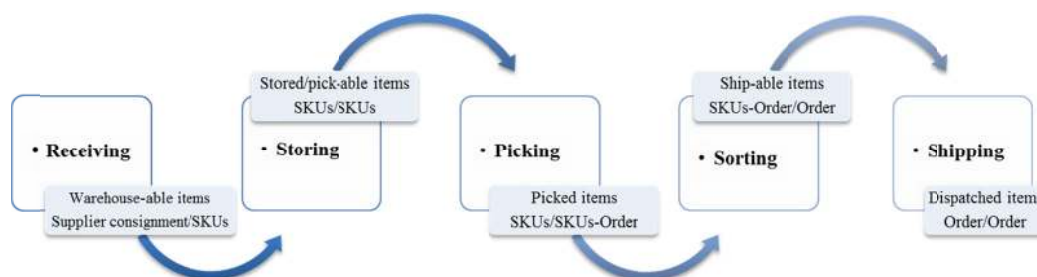 • Receiving
Warehouse-able items
Supplier consignment/SKUs
Stored/pick-able items
SKUs/SKUs
• Storing
• Picking
Picked items
SKUs/SKUs-Order
Ship-able items
SKUs-Order/Order
• Sorting
• Shipping
Dispatched item
Order/Order